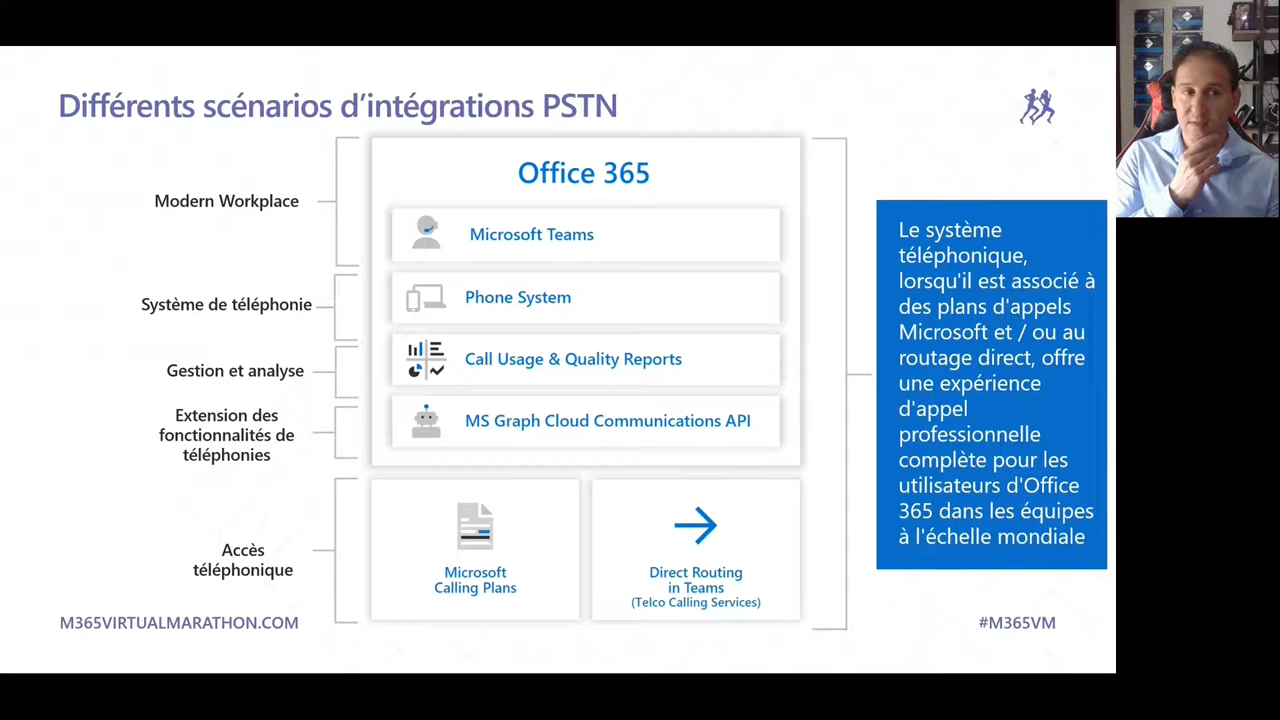 Différents scénarios d'intégrations PSTN
Office 365
Modern Workplace
Microsoft Teams
Système de téléphonie
Phone System
Gestion et analyse
Call Usage & Quality Reports
Extension des
fonctionnalités de
téléphonies
MS Graph Cloud Communications API
Accès
téléphonique
Microsoft
Calling Plans
Direct Routing
in Teams
(Telco Calling Services)
Le système
téléphonique,
lorsqu'il est associé à
des plans d'appels
Microsoft et / ou au
routage direct, offre
une expérience
d'appel
professionnelle
complète pour les
utilisateurs d'Office
365 dans les équipes
à l'échelle mondiale
M365VIRTUALMARATHON.COM
#M365VM